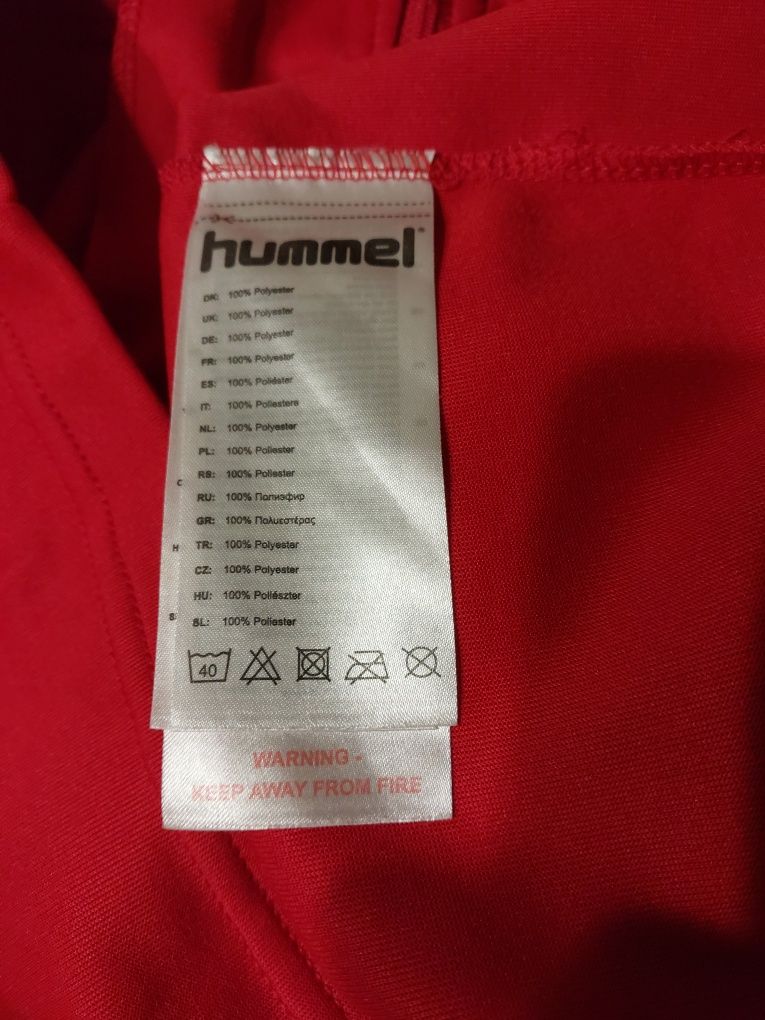 hummel
DK: 100% Polyester
UK: 100% Polyester
DE: 100% Polyester
FR: 100% Polyester
ES: 100% Poliéster
IT: 100% Poliestere
NL: 100% Polyester
PL: 100% Poliester
RS: 100% Poliester
RU: 100% Полиэфир
GR: 100% Πολυεστέρας
TR: 100% Polyester
CZ: 100% Polyester
HU: 100% Poliészter
SL: 100% Poliester
40
WARNING -
KEEP AWAY FROM FIRE